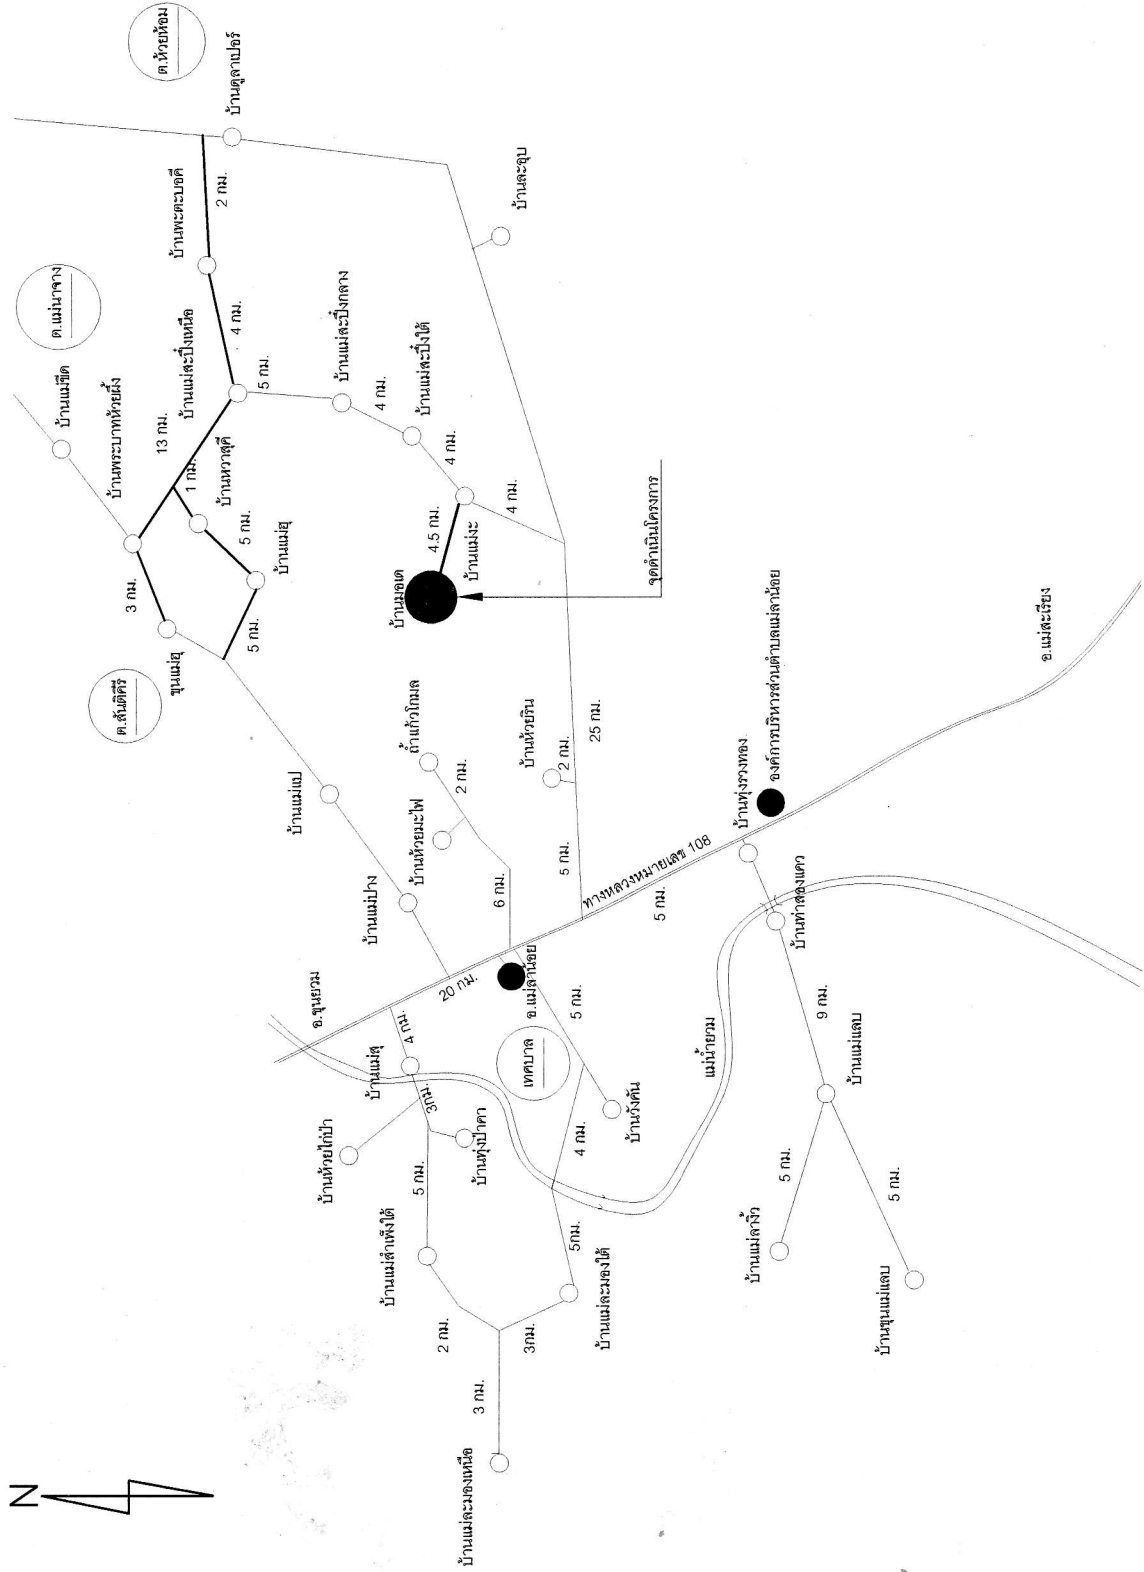 N
ต.ห้วยห้อม
บ้านดูลาเปอร์
2 กม.
บ้านพะตะบอคี
4 กม.
ต.แม่นาจาง
บ้านแม่ขีด
บ้านพระบาทห้วยผึ้ง
13 กม.
บ้านแม่สะปึ๋งเหนือ
1 กม.
บ้านหวาสุคี
5 กม.
บ้านแม่ฮุ
5 กม.
3 กม.
ขุนแม่ฮุ
ต.สันติคีรี
5 กม.
บ้านแม่สะปึ๋งกลาง
4 กม.
บ้านแม่สะปึ๋งใต้
4 กม.
บ้านละอูบ
4.5 กม.
บ้านแม่งะ
4 กม.
บ้านมอเด
จุดดำเนินโครงการ
บ้านแม่แป
บ้านแม่ปาง
ถ้ำแก้วโกมล
2 กม.
บ้านห้วยมะไฟ
6 กม.
บ้านห้วยริน
2 กม.
25 กม.
5 กม.
ทางหลวงหมายเลข 108
5 กม.
บ้านทุ่งรวงทอง
องค์การบริหารส่วนตำบลแม่ลาน้อย
อ.แม่สะเรียง
อ.ขุนยวม
20 กม.
อ.แม่ลาน้อย
เทศบาล
5 กม.
บ้านวังคัน
4 กม.
บ้านแม่สุ
4 กม.
3กม.
บ้านห้วยไก่ป่า
บ้านทุ่งป่าคา
5 กม.
บ้านแม่สำเพ็งใต้
2 กม.
3กม.
5กม.
บ้านแม่ละมองใต้
3 กม.
บ้านแม่ละมองเหนือ
แม่น้ำยวม
บ้านท่าสองแคว
9 กม.
บ้านแม่แลบ
5 กม.
บ้านแม่ลางิ้ว
5 กม.
บ้านขุนแม่แลบ